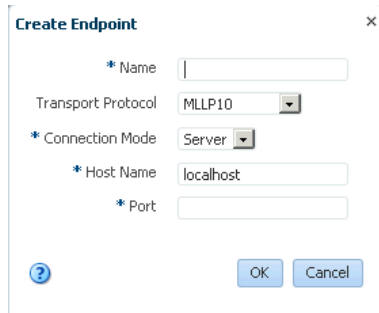 Create Endpoint ×
* Name
Transport Protocol MLLP10
* Connection Mode Server
* Host Name localhost
* Port
? OK Cancel